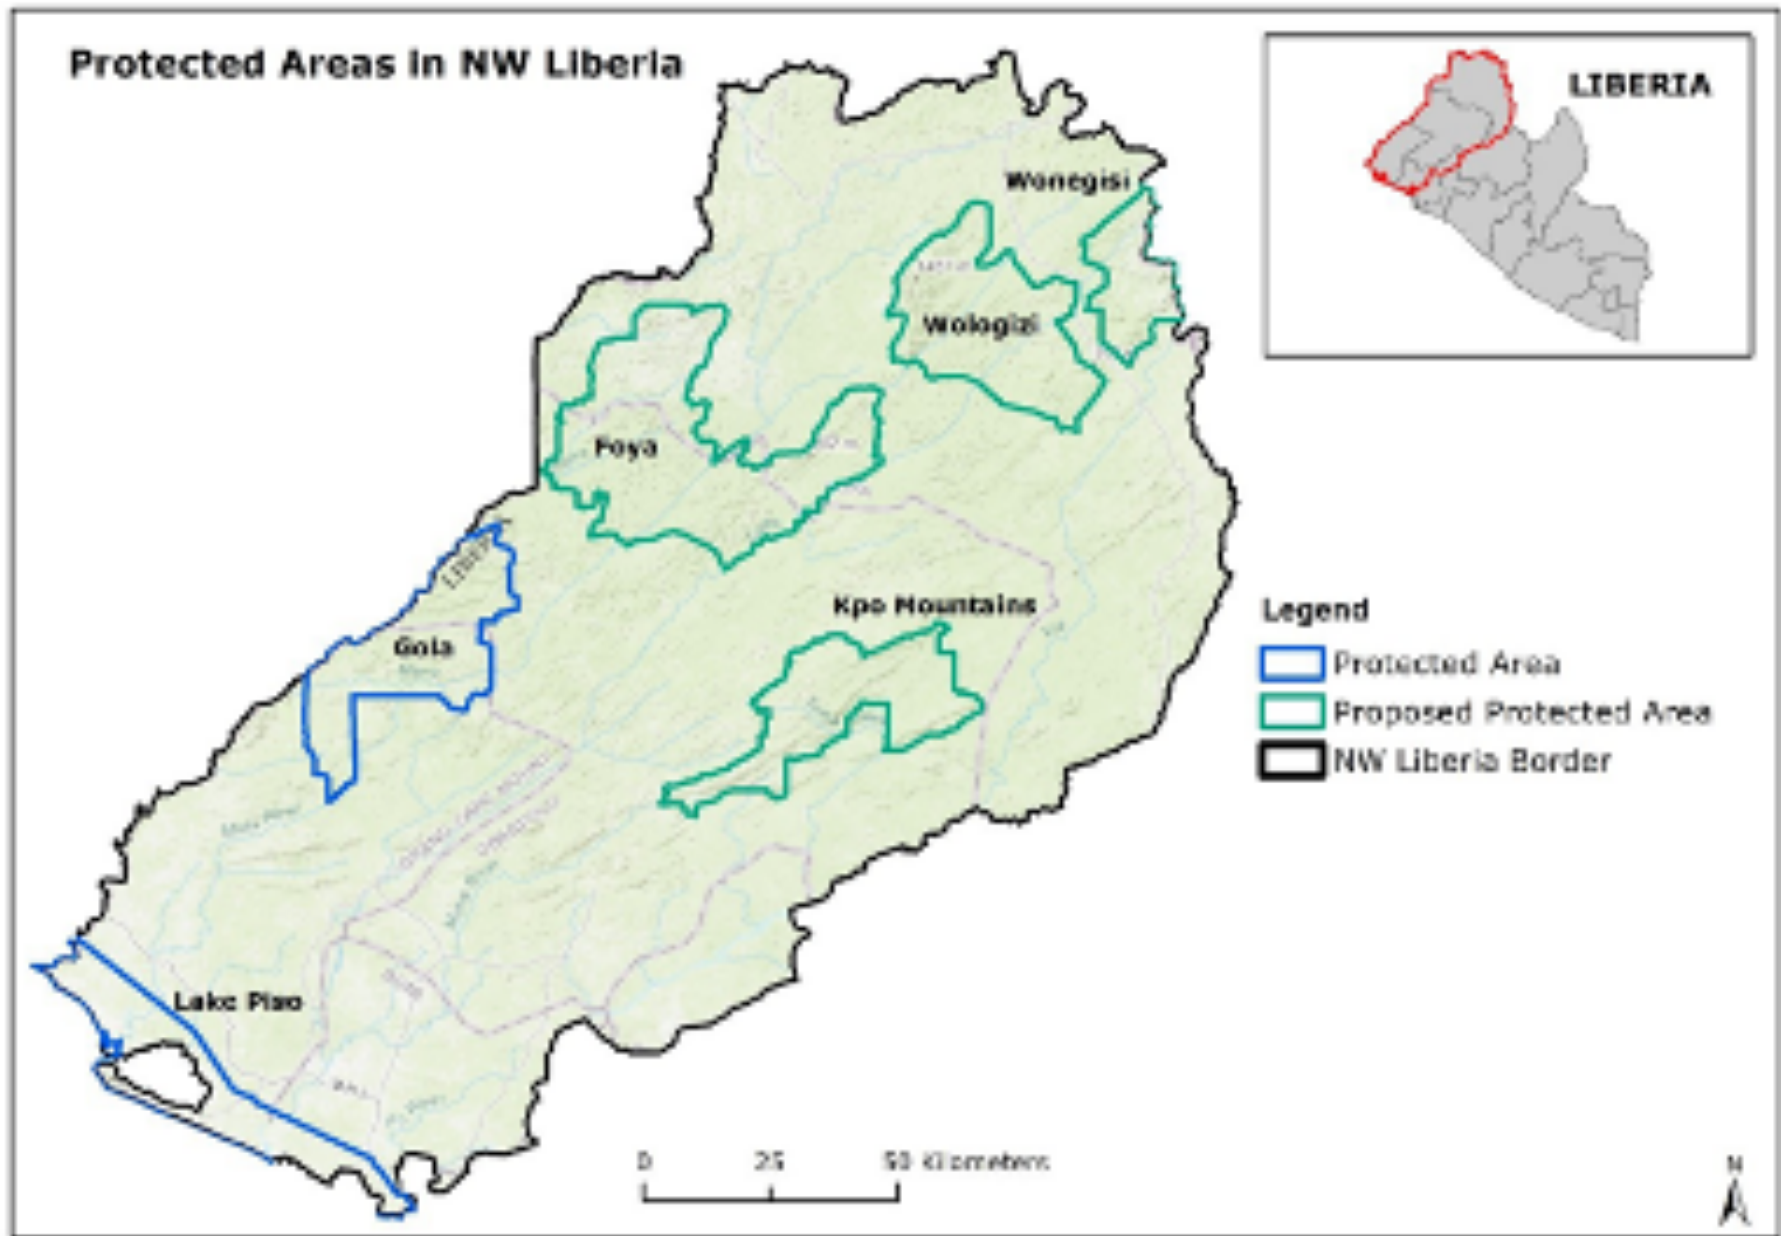 Protected Areas in NW Liberia
LIBERIA
Wonegisi
Wologizi
Foya
Kpo Mountains
Gola
Lake Piso
Legend
Protected Area
Proposed Protected Area
NW Liberia Border
0 25 50 Kilometers
N